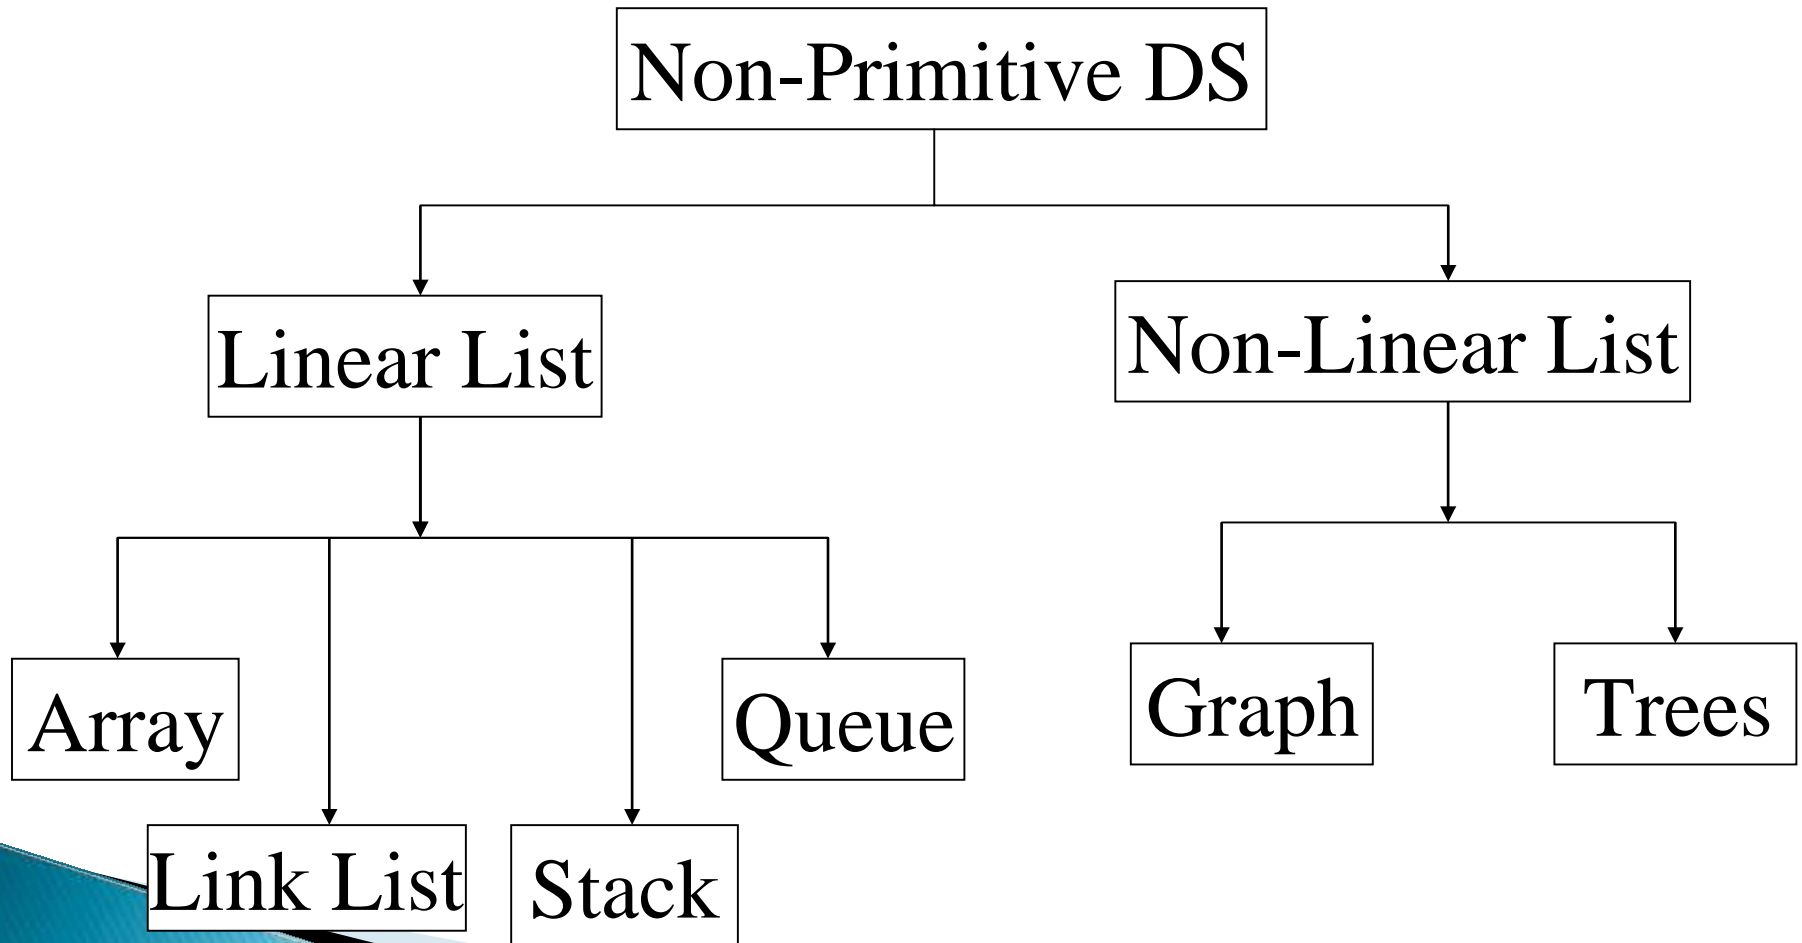 Non-Primitive DS
Linear List
Non-Linear List
Array
Queue
Graph
Trees
Link List
Stack